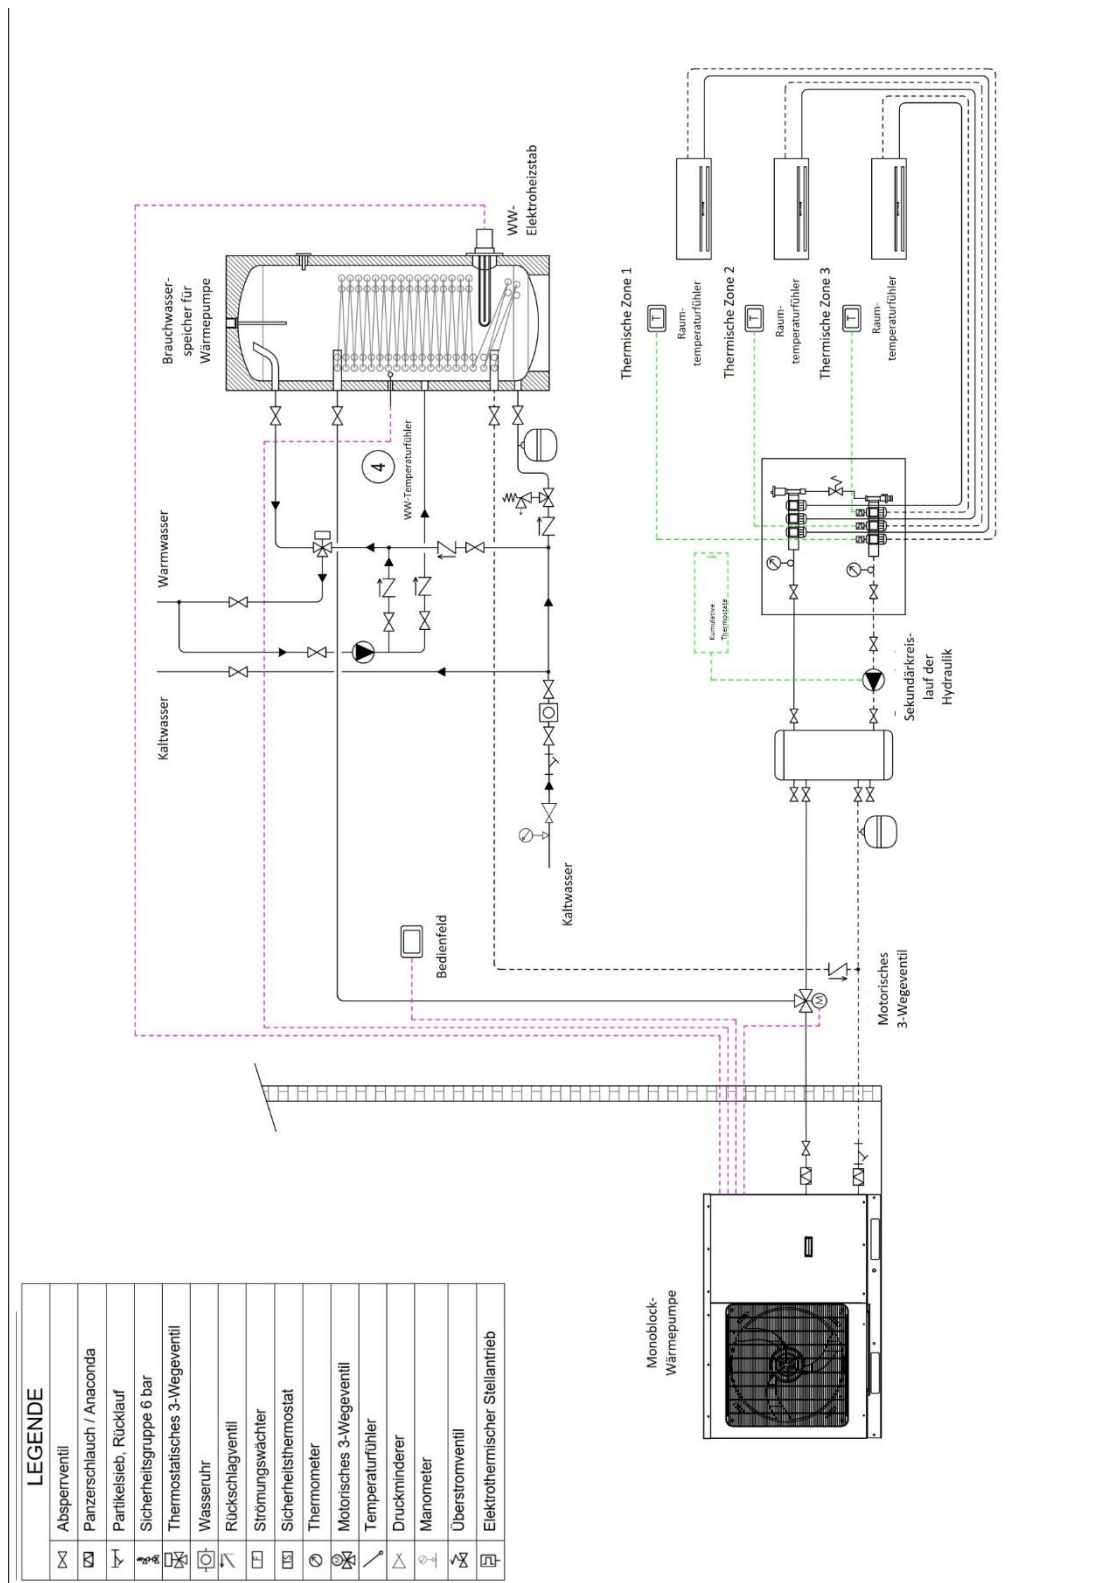 LEGENDE
Absperrventil
Panzerschlauch / Anaconda
Partikelsieb, Rücklauf
Sicherheitsgruppe 6 bar
Thermostatisches 3-Wegeventil
Wasseruhr
Rückschlagventil
F
Strömungswächter
TS
Sicherheitsthermostat
Thermometer
M
Motorisches 3-Wegeventil
Temperaturfühler
Druckminderer
Manometer
Überstromventil
Elektrothermischer Stellantrieb
Monoblock-
Wärmepumpe
Kaltwasser
Warmwasser
Brauchwasser-
speicher für
Wärmepumpe
WW-
Elektroheizstab
4
WW-Temperaturfühler
Kaltwasser
Bedienfeld
M
Motorisches
3-Wegeventil
Sekundärkreis-
lauf der
Hydraulik
Kumulative
Thermostate
Thermische Zone 1
T
Raum-
temperaturfühler
Thermische Zone 2
T
Raum-
temperaturfühler
Thermische Zone 3
T
Raum-
temperaturfühler